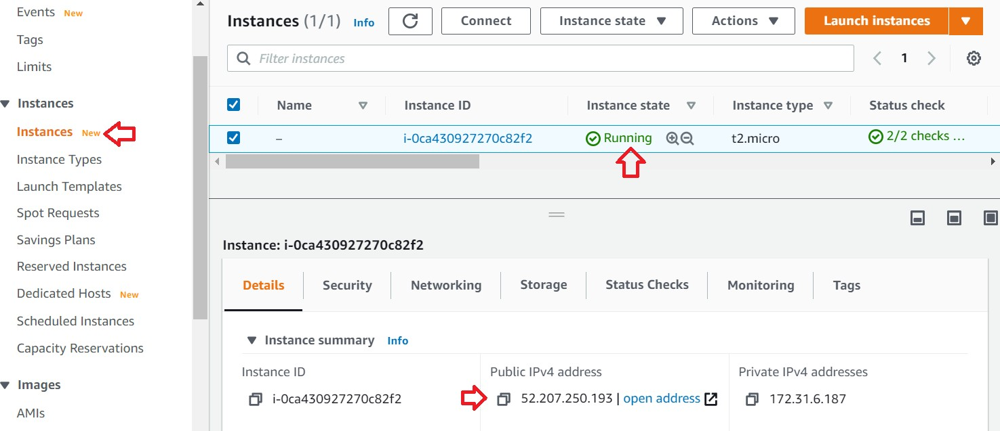 Events New
Tags
Limits
Instances
Instances New
Instance Types
Launch Templates
Spot Requests
Savings Plans
Reserved Instances
Dedicated Hosts New
Scheduled Instances
Capacity Reservations
Images
AMIs
Instances (1/1) Info Connect Instance state Actions Launch instances
Filter instances 1
Name Instance ID Instance state Instance type Status check
– i-0ca430927270c82f2 Running t2.micro 2/2 checks ...
Instance: i-0ca430927270c82f2
Details Security Networking Storage Status Checks Monitoring Tags
Instance summary Info
Instance ID Public IPv4 address Private IPv4 addresses
i-0ca430927270c82f2 52.207.250.193 | open address 172.31.6.187